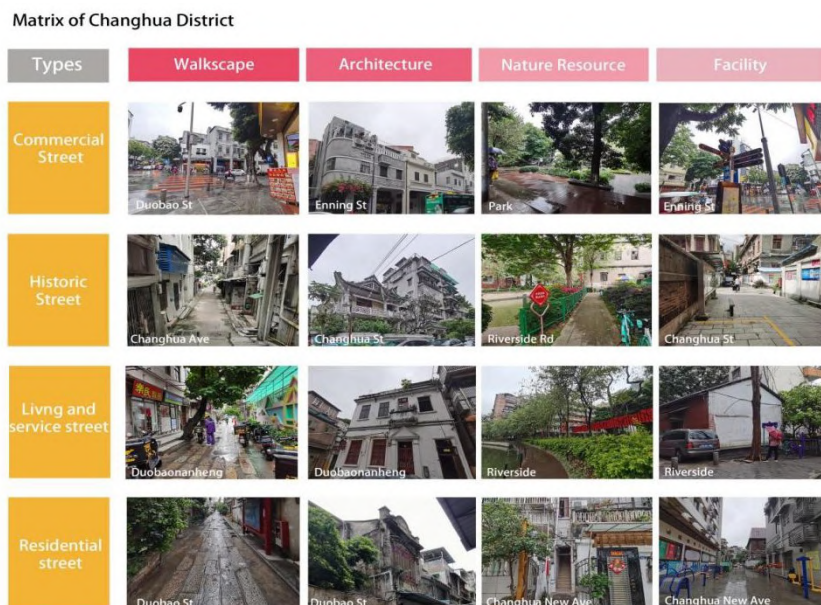 Matrix of Changhua District
Types
Walkscape
Architecture
Nature Resource
Facility
Commercial
Street
Duobao St
Enning St
Park
Enning St
Historic
Street
Changhua Ave
Changhua St
Riverside Rd
Changhua St
Livng and
service street
Duobaonanheng
Duobaonanheng
Riverside
Riverside
Residential
street
Duobao St
Duobao St
Changhua New Ave
Changhua New Ave